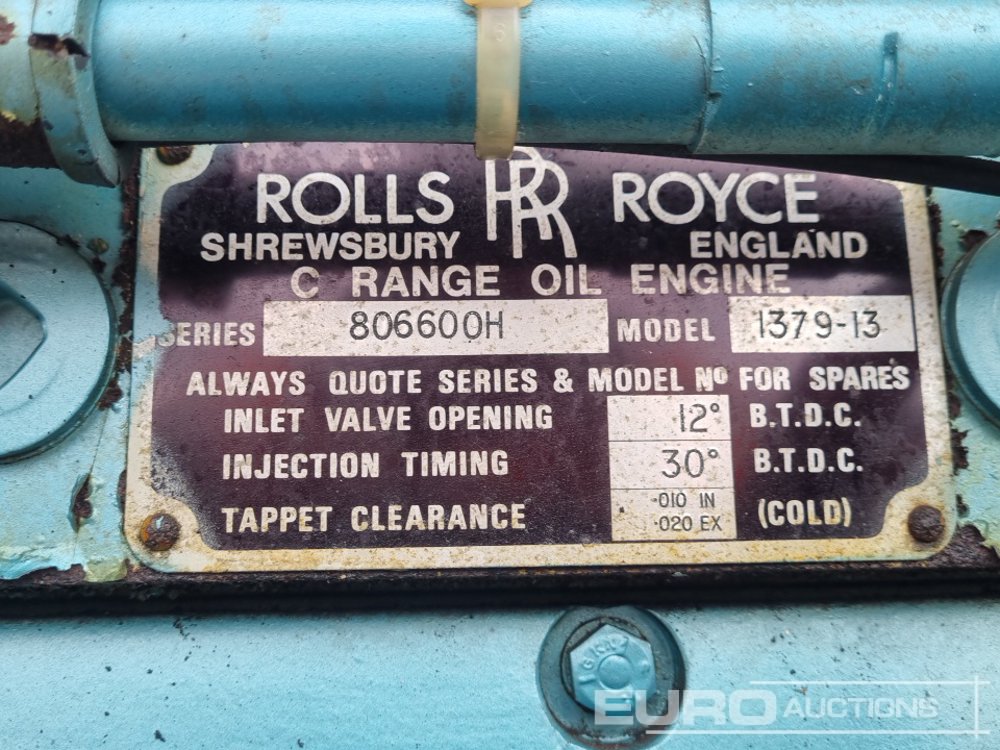 ROLLS RR ROYCE
SHREWSBURY ENGLAND
C RANGE OIL ENGINE
SERIES 806600H MODEL 1379-13
ALWAYS QUOTE SERIES & MODEL Nº FOR SPARES
INLET VALVE OPENING 12° B.T.D.C.
INJECTION TIMING 30° B.T.D.C.
TAPPET CLEARANCE ·010 IN (COLD)
·020 EX
EURO AUCTIONS